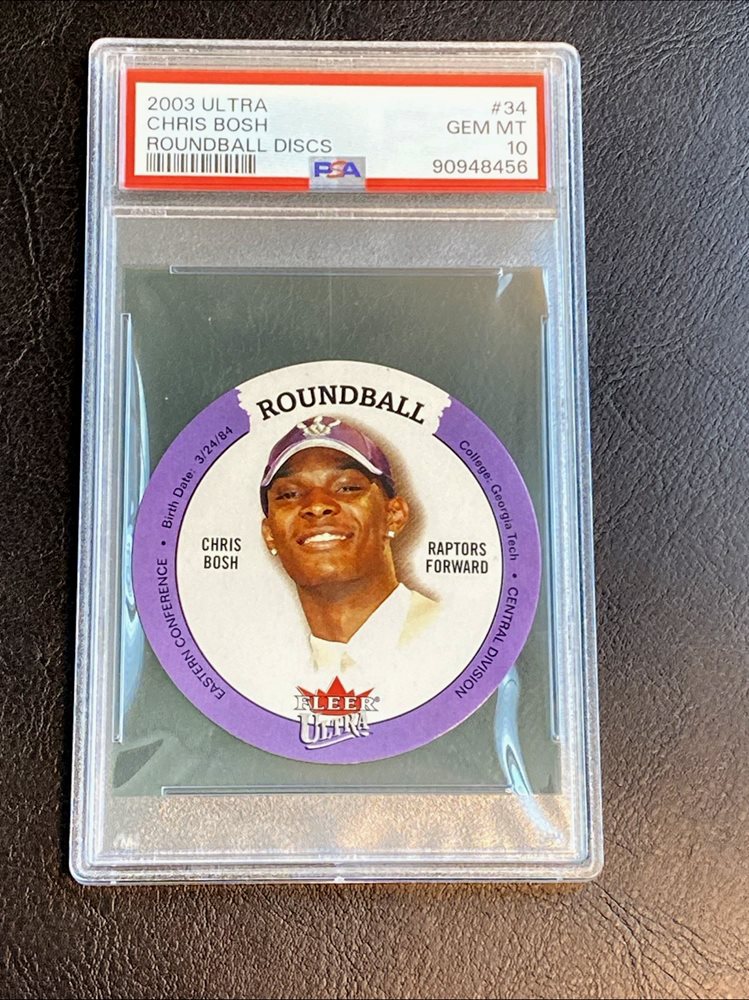 2003 ULTRA #34
CHRIS BOSH GEM MT
ROUNDBALL DISCS 10
PSA 90948456
ROUNDBALL
Birth Date: 3/24/84
College: Georgia Tech
CHRIS
BOSH
RAPTORS
FORWARD
EASTERN CONFERENCE •
• CENTRAL DIVISION
FLEER
ULTRA